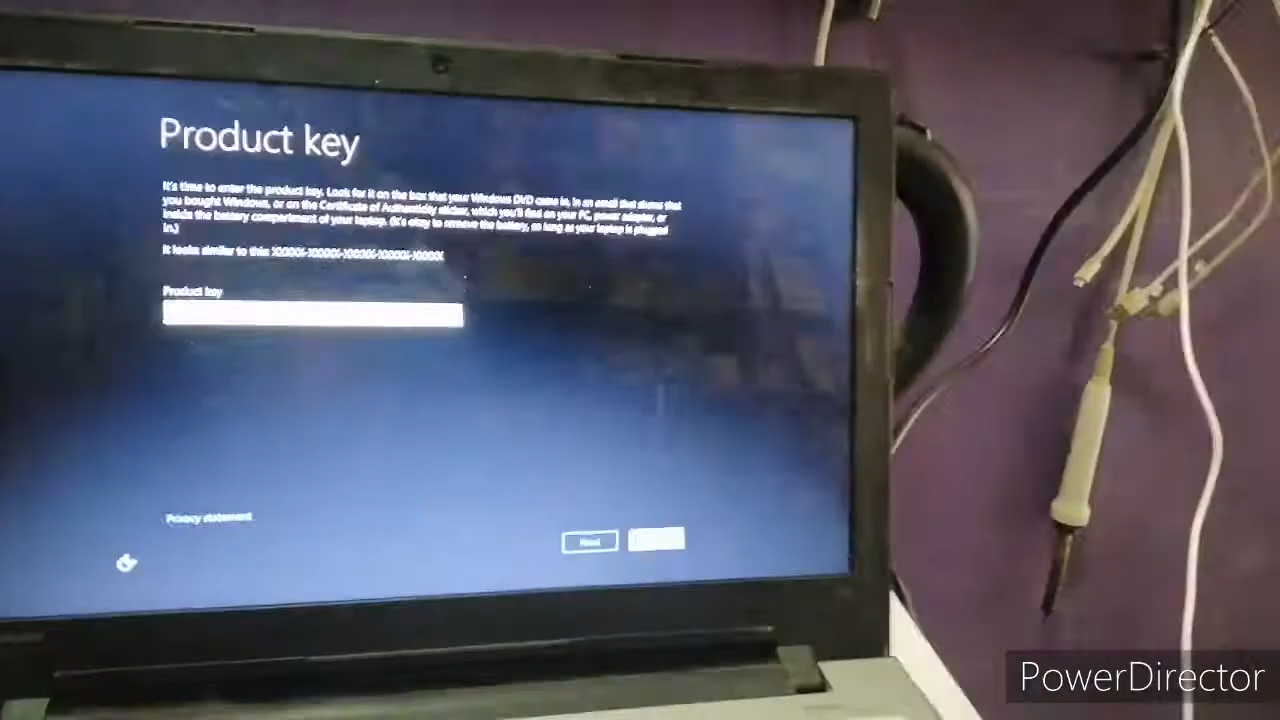 Product key
It's time to enter the product key. Look for it on the box that your Windows DVD came in, in an email that shows that
you bought Windows, or on the Certificate of Authenticity sticker, which you'll find on your PC, power adapter, or
inside the battery compartment of your laptop. (It's okay to remove the battery, so long as your laptop is plugged
in.)
It looks similar to this: XXXXX-XXXXX-XXXXX-XXXXX-XXXXX
Product key
Privacy statement
PowerDirector